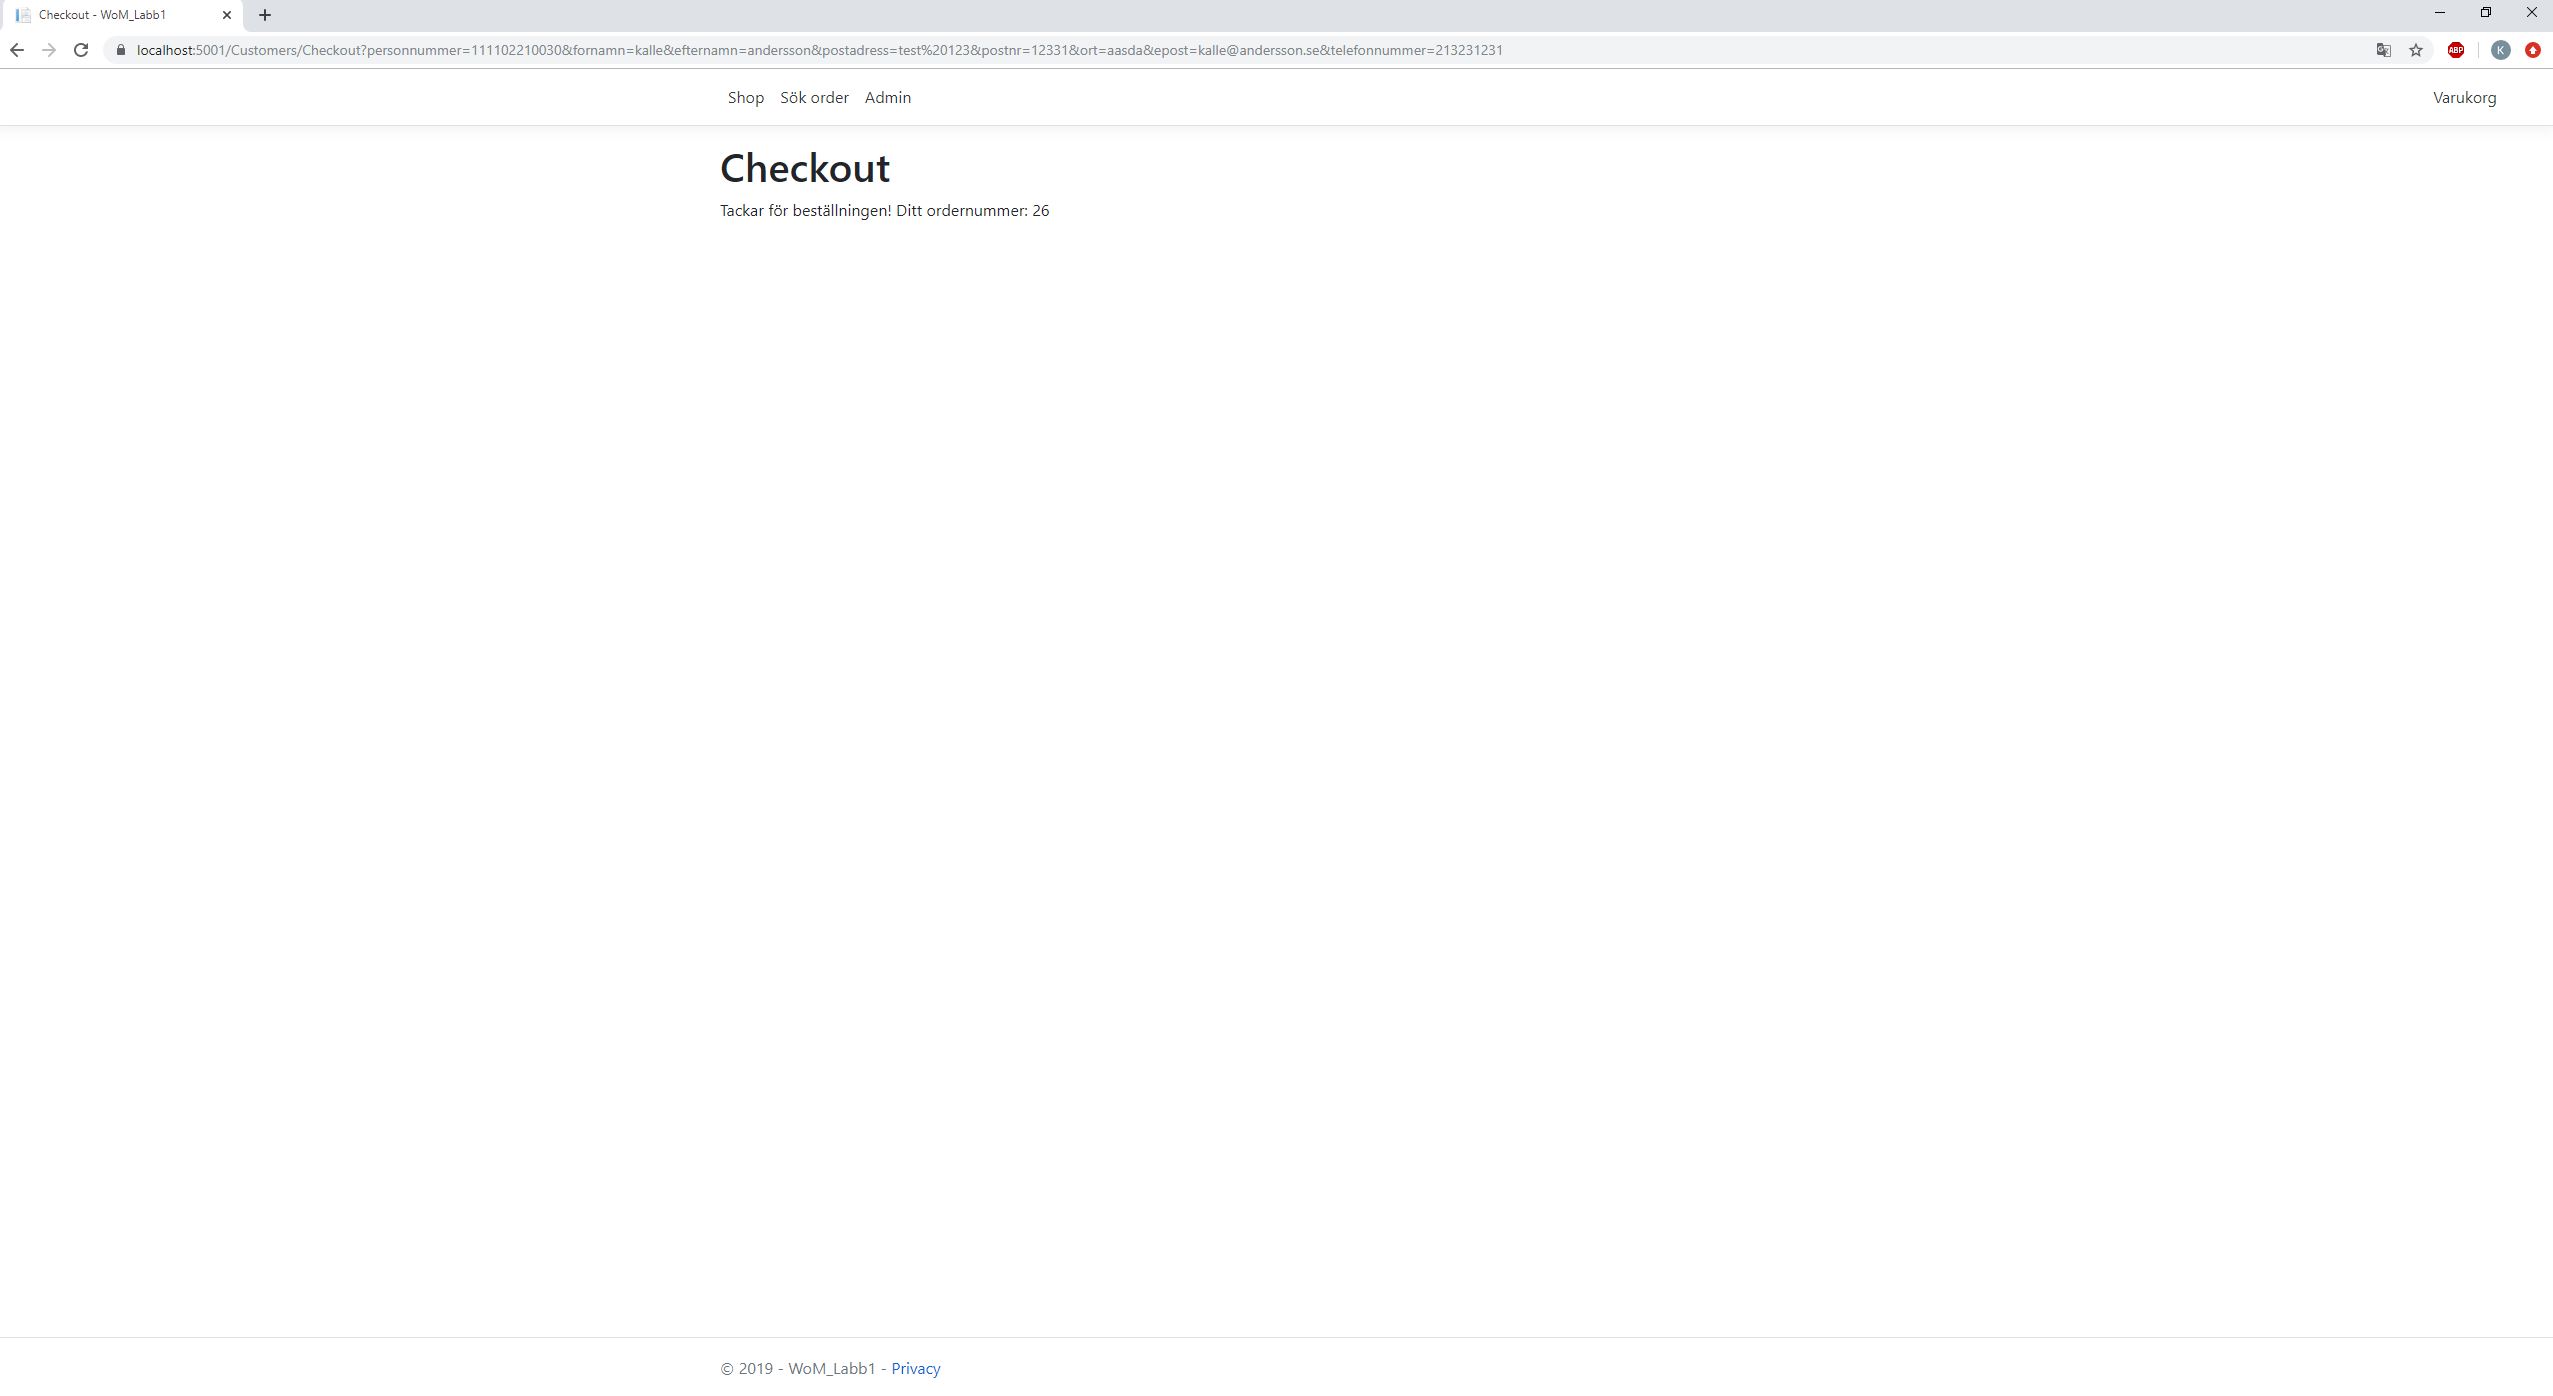 Checkout - WoM_Labb1
localhost:5001/Customers/Checkout?personnummer=111102210030&fornamn=kalle&efternamn=andersson&postadress=test%20123&postnr=12331&ort=aasda&epost=kalle@andersson.se&telefonnummer=213231231
ABP
K
Shop Sök order Admin Varukorg
Checkout
Tackar för beställningen! Ditt ordernummer: 26
© 2019 - WoM_Labb1 - Privacy